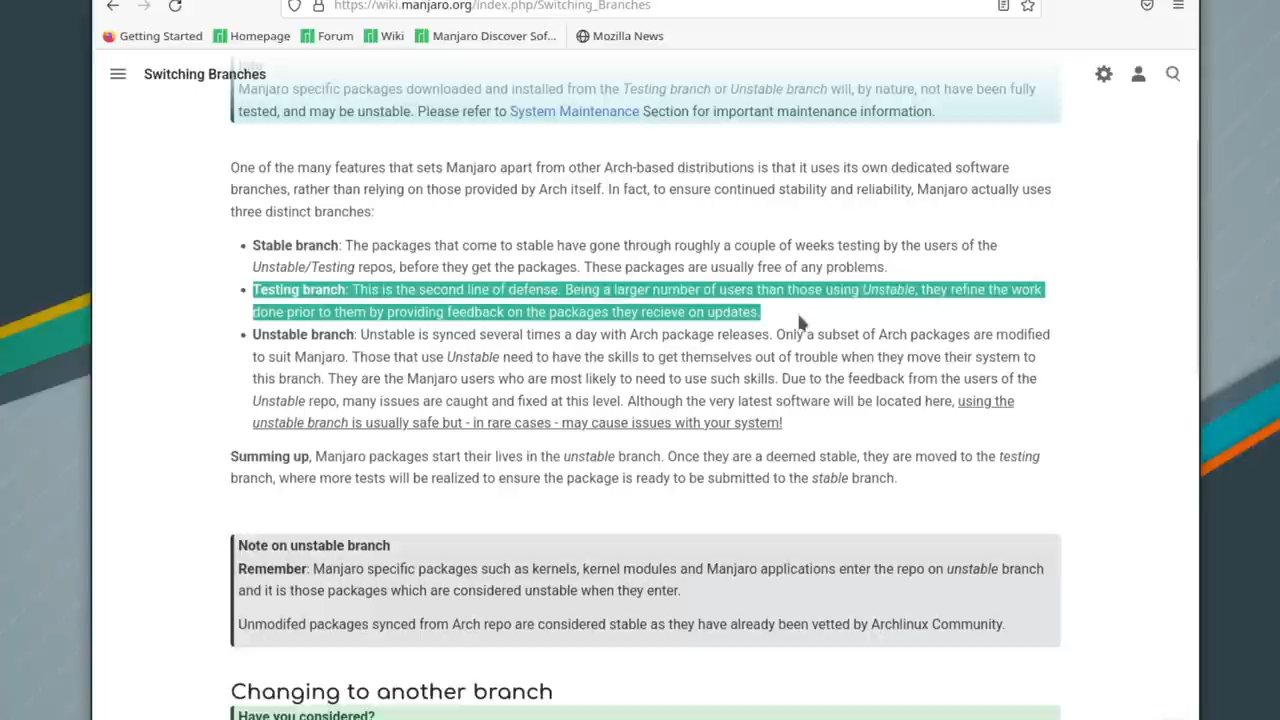 https://wiki.manjaro.org/index.php/Switching_Branches
Getting Started Homepage Forum Wiki Manjaro Discover Sof... Mozilla News
Switching Branches
Manjaro specific packages downloaded and installed from the Testing branch or Unstable branch will, by nature, not have been fully
tested, and may be unstable. Please refer to System Maintenance Section for important maintenance information.
One of the many features that sets Manjaro apart from other Arch-based distributions is that it uses its own dedicated software
branches, rather than relying on those provided by Arch itself. In fact, to ensure continued stability and reliability, Manjaro actually uses
three distinct branches:
• Stable branch: The packages that come to stable have gone through roughly a couple of weeks testing by the users of the
Unstable/Testing repos, before they get the packages. These packages are usually free of any problems.
• Testing branch: This is the second line of defense. Being a larger number of users than those using Unstable, they refine the work
done prior to them by providing feedback on the packages they recieve on updates.
• Unstable branch: Unstable is synced several times a day with Arch package releases. Only a subset of Arch packages are modified
to suit Manjaro. Those that use Unstable need to have the skills to get themselves out of trouble when they move their system to
this branch. They are the Manjaro users who are most likely to need to use such skills. Due to the feedback from the users of the
Unstable repo, many issues are caught and fixed at this level. Although the very latest software will be located here, using the
unstable branch is usually safe but - in rare cases - may cause issues with your system!
Summing up, Manjaro packages start their lives in the unstable branch. Once they are a deemed stable, they are moved to the testing
branch, where more tests will be realized to ensure the package is ready to be submitted to the stable branch.
Note on unstable branch
Remember: Manjaro specific packages such as kernels, kernel modules and Manjaro applications enter the repo on unstable branch
and it is those packages which are considered unstable when they enter.
Unmodifed packages synced from Arch repo are considered stable as they have already been vetted by Archlinux Community.
Changing to another branch
Have you considered?